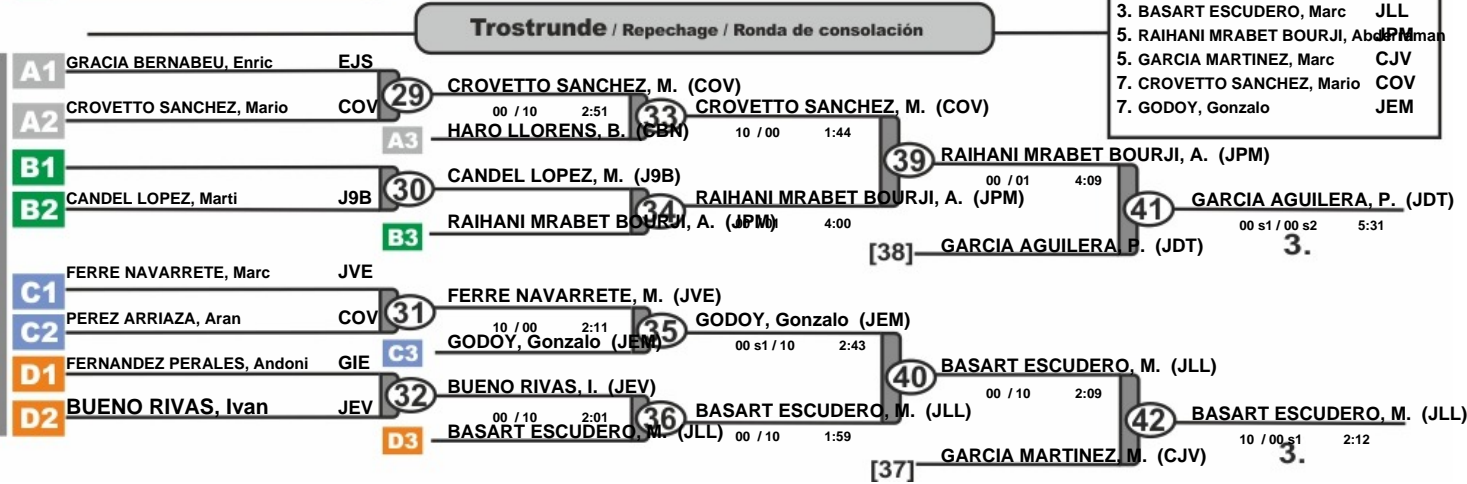 Trostrunde / Repechage / Ronda de consolación
3. BASART ESCUDERO, Marc JLL
5. RAIHANI MRABET BOURJI, Abderraman JPM
5. GARCIA MARTINEZ, Marc CJV
7. CROVETTO SANCHEZ, Mario COV
7. GODOY, Gonzalo JEM
A1 GRACIA BERNABEU, Enric EJS
A2 CROVETTO SANCHEZ, Mario COV
29
CROVETTO SANCHEZ, M. (COV)
00 / 10 2:51
A3 HARO LLORENS, B. (CBN)
33
CROVETTO SANCHEZ, M. (COV)
10 / 00 1:44
B1
B2 CANDEL LOPEZ, Marti J9B
30
CANDEL LOPEZ, M. (J9B)
B3 RAIHANI MRABET BOURJI, A. (JPM)
34
RAIHANI MRABET BOURJI, A. (JPM)
00 / 01 4:00
39
RAIHANI MRABET BOURJI, A. (JPM)
00 / 01 4:09
[38] GARCIA AGUILERA, P. (JDT)
41
GARCIA AGUILERA, P. (JDT)
00 s1 / 00 s2 5:31
3.
C1 FERRE NAVARRETE, Marc JVE
C2 PEREZ ARRIAZA, Aran COV
31
FERRE NAVARRETE, M. (JVE)
10 / 00 2:11
C3 GODOY, Gonzalo (JEM)
35
GODOY, Gonzalo (JEM)
00 s1 / 10 2:43
D1 FERNANDEZ PERALES, Andoni GIE
D2 BUENO RIVAS, Ivan JEV
32
BUENO RIVAS, I. (JEV)
00 / 10 2:01
D3 BASART ESCUDERO, M. (JLL)
36
BASART ESCUDERO, M. (JLL)
00 / 10 1:59
40
BASART ESCUDERO, M. (JLL)
00 / 10 2:09
[37] GARCIA MARTINEZ, M. (CJV)
42
BASART ESCUDERO, M. (JLL)
10 / 00 s1 2:12
3.